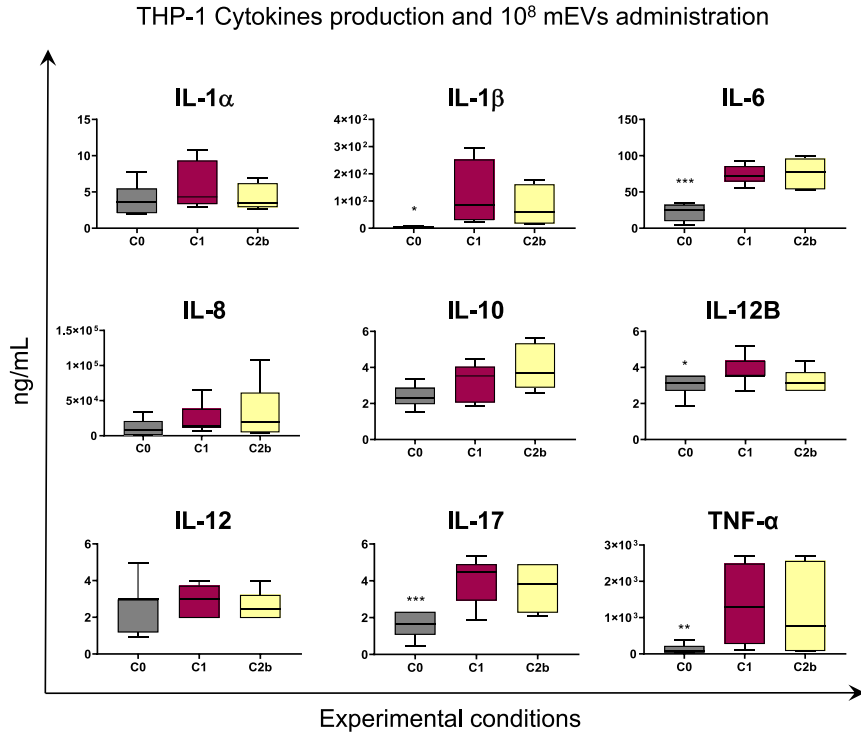 THP-1 Cytokines production and 10⁸ mEVs administration
IL-1α IL-1β IL-6
15 4×10² 150
10 3×10² 100
5 2×10² 50
0 1×10² 0
0
* ***
C0 C1 C2b C0 C1 C2b C0 C1 C2b
IL-8 IL-10 IL-12B
1.5×10⁵ 6 6
1×10⁵ 4 4
5×10⁴ 2 2
0 0 0
*
C0 C1 C2b C0 C1 C2b C0 C1 C2b
IL-12 IL-17 TNF-α
6 6 3×10³
4 4 2×10³
2 2 1×10³
0 0 0
*** **
C0 C1 C2b C0 C1 C2b C0 C1 C2b
ng/mL
Experimental conditions